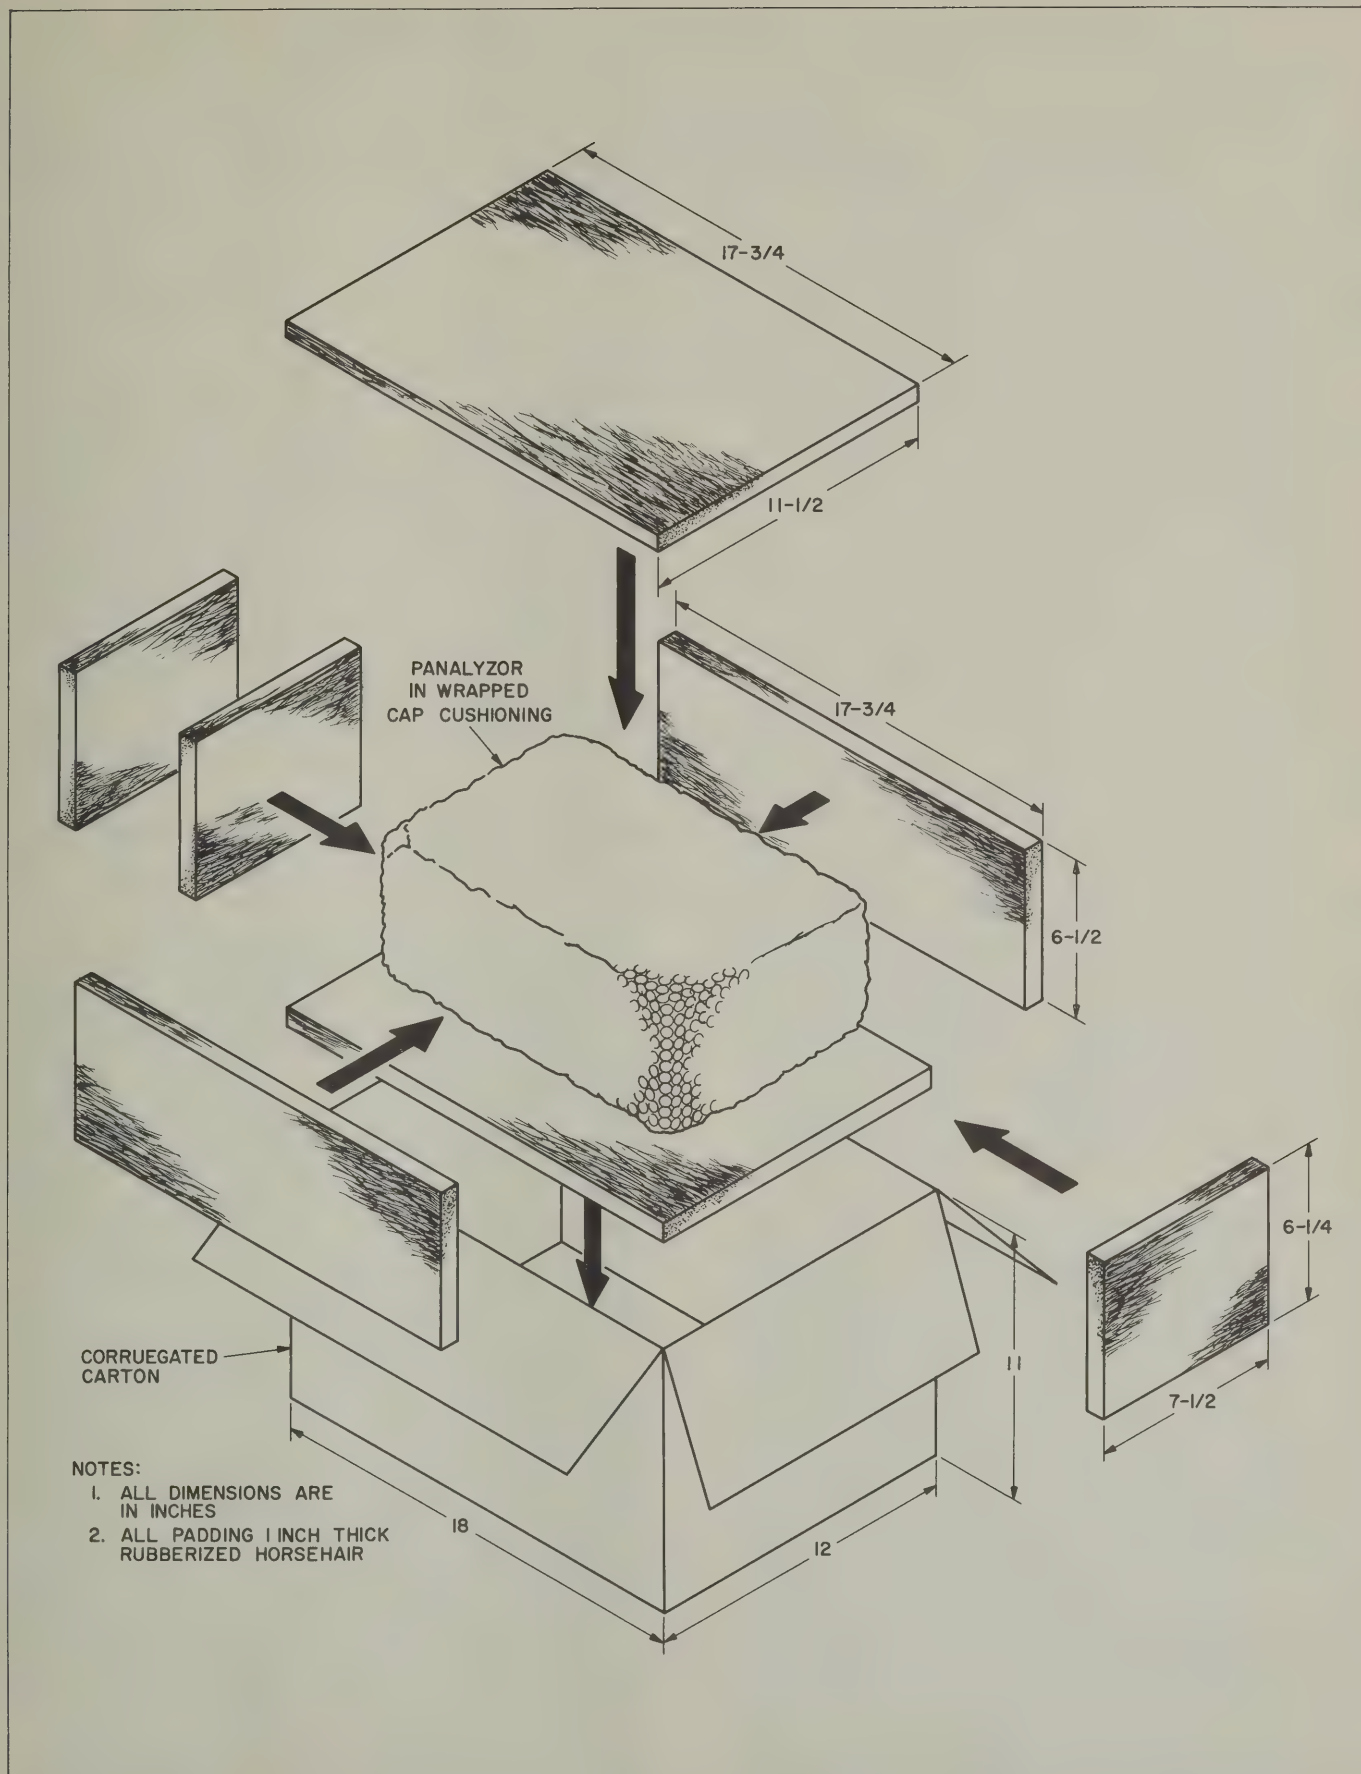 17-3/4
11-1/2
PANALYZOR
IN WRAPPED
CAP CUSHIONING
17-3/4
6-1/2
6-1/4
7-1/2
11
CORRUEGATED
CARTON
NOTES:
1. ALL DIMENSIONS ARE
IN INCHES
2. ALL PADDING 1 INCH THICK
RUBBERIZED HORSEHAIR
18
12